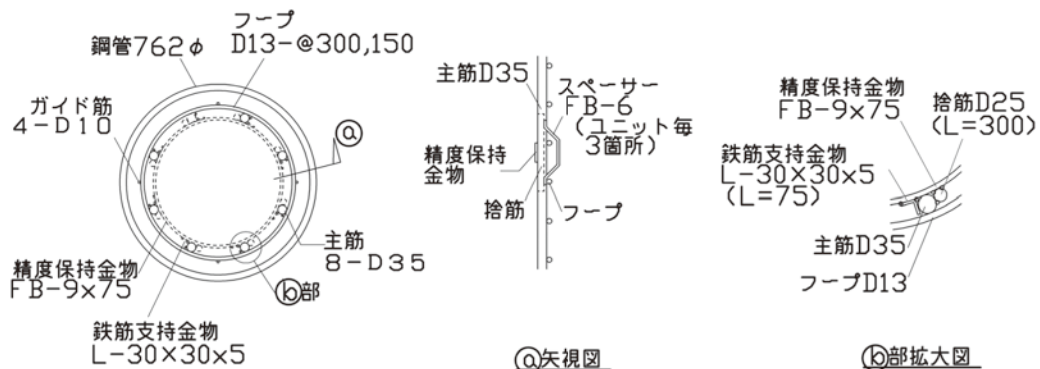 鋼管762φ
フープ
D13-@300,150
ガイド筋
4-D10
ⓐ
主筋
8-D35
ⓑ部
精度保持金物
FB-9x75
鉄筋支持金物
L-30×30x5
主筋D35
スペーサー
FB-6
(ユニット毎
3箇所)
精度保持
金物
捨筋
フープ
ⓐ矢視図
精度保持金物
FB-9x75
捨筋D25
(L=300)
鉄筋支持金物
L-30×30x5
(L=75)
主筋D35
フープD13
ⓑ部拡大図